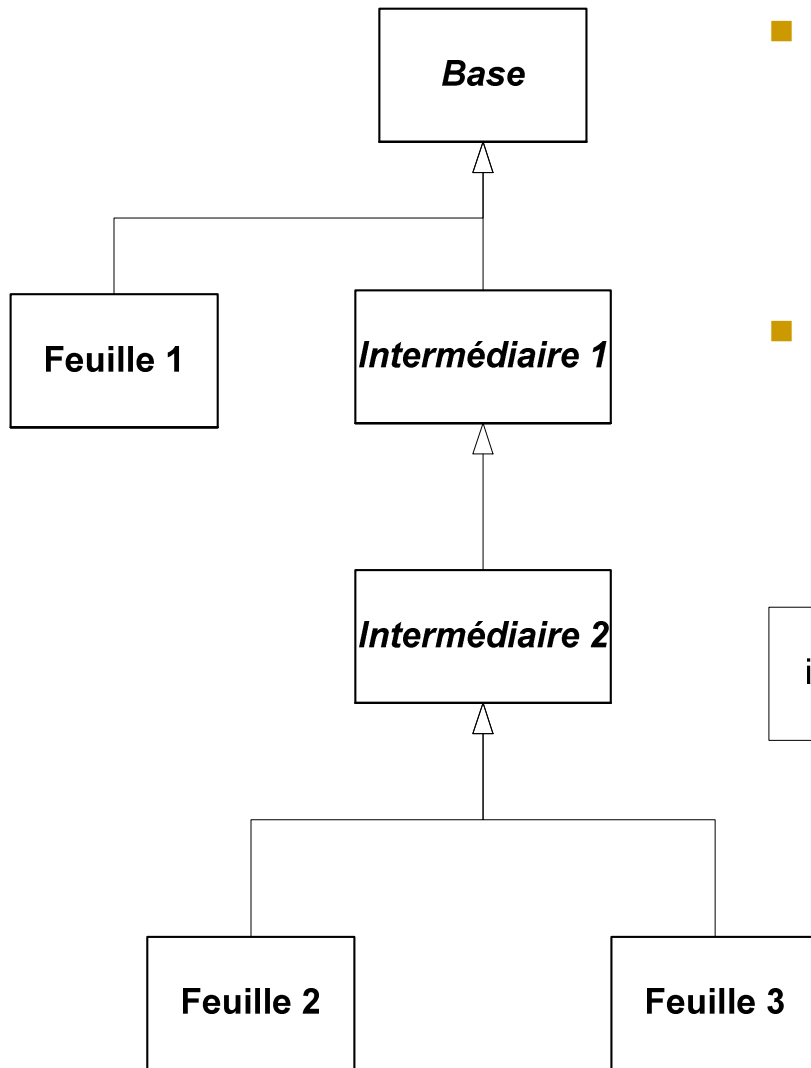 Base
Feuille 1
Intermédiaire 1
Intermédiaire 2
i
Feuille 2
Feuille 3